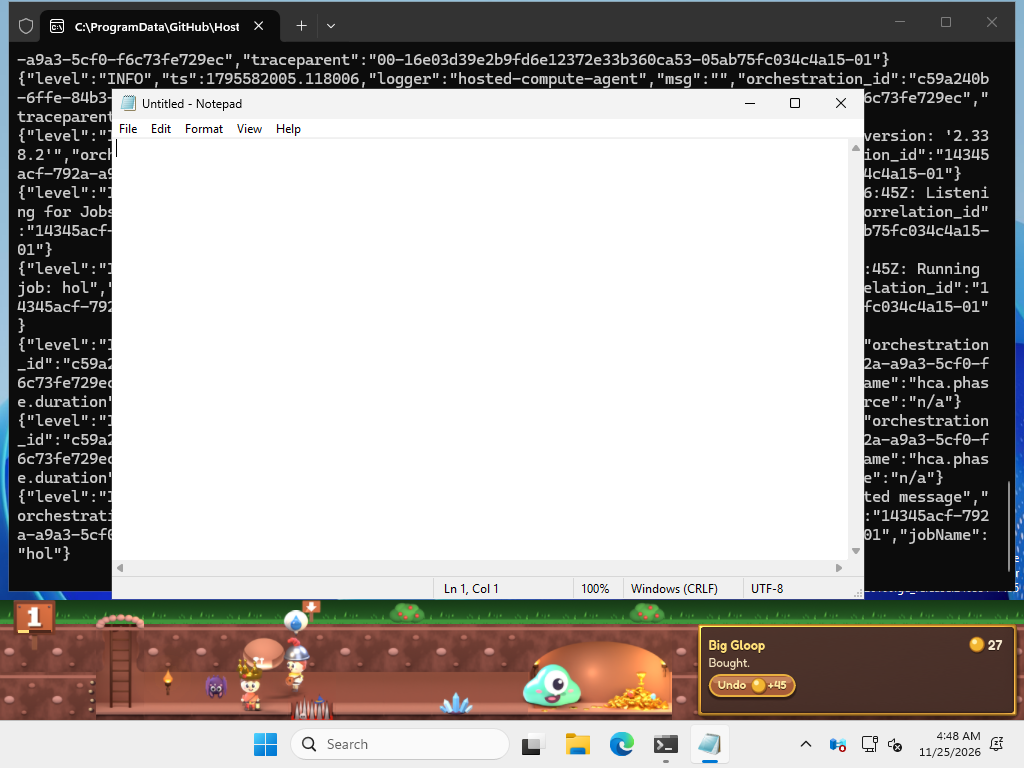 C:\ProgramData\GitHub\Host
-a9a3-5cf0-f6c73fe729ec","traceparent":"00-16e03d39e2b9fd6e12372e33b360ca53-05ab75fc034c4a15-01"}
{"level":"INFO","ts":1795582005.118006,"logger":"hosted-compute-agent","msg":"","orchestration_id":"c59a240b
-6ffe-84b3- 6c73fe729ec","
traceparent
{"level":"I version: '2.33
8.2'","orch ion_id":"14345
acf-792a-a9 4c4a15-01"}
{"level":"I 6:45Z: Listeni
ng for Jobs orrelation_id"
:"14345acf- b75fc034c4a15-
01"}
{"level":"I :45Z: Running
job: hol"," elation_id":"1
4345acf-792 fc034c4a15-01"
}
{"level":"I "orchestration
_id":"c59a2 2a-a9a3-5cf0-f
6c73fe729ec ame":"hca.phas
e.duration" rce":"n/a"}
{"level":"I "orchestration
_id":"c59a2 2a-a9a3-5cf0-f
6c73fe729ec ame":"hca.phas
e.duration" e":"n/a"}
{"level":"I ted message","
orchestrati :"14345acf-792
a-a9a3-5cf0 01","jobName":
"hol"}
Untitled - Notepad
File Edit Format View Help
Ln 1, Col 1 100% Windows (CRLF) UTF-8
1
Big Gloop 27
Bought.
Undo +45
Search
4:48 AM
11/25/2026